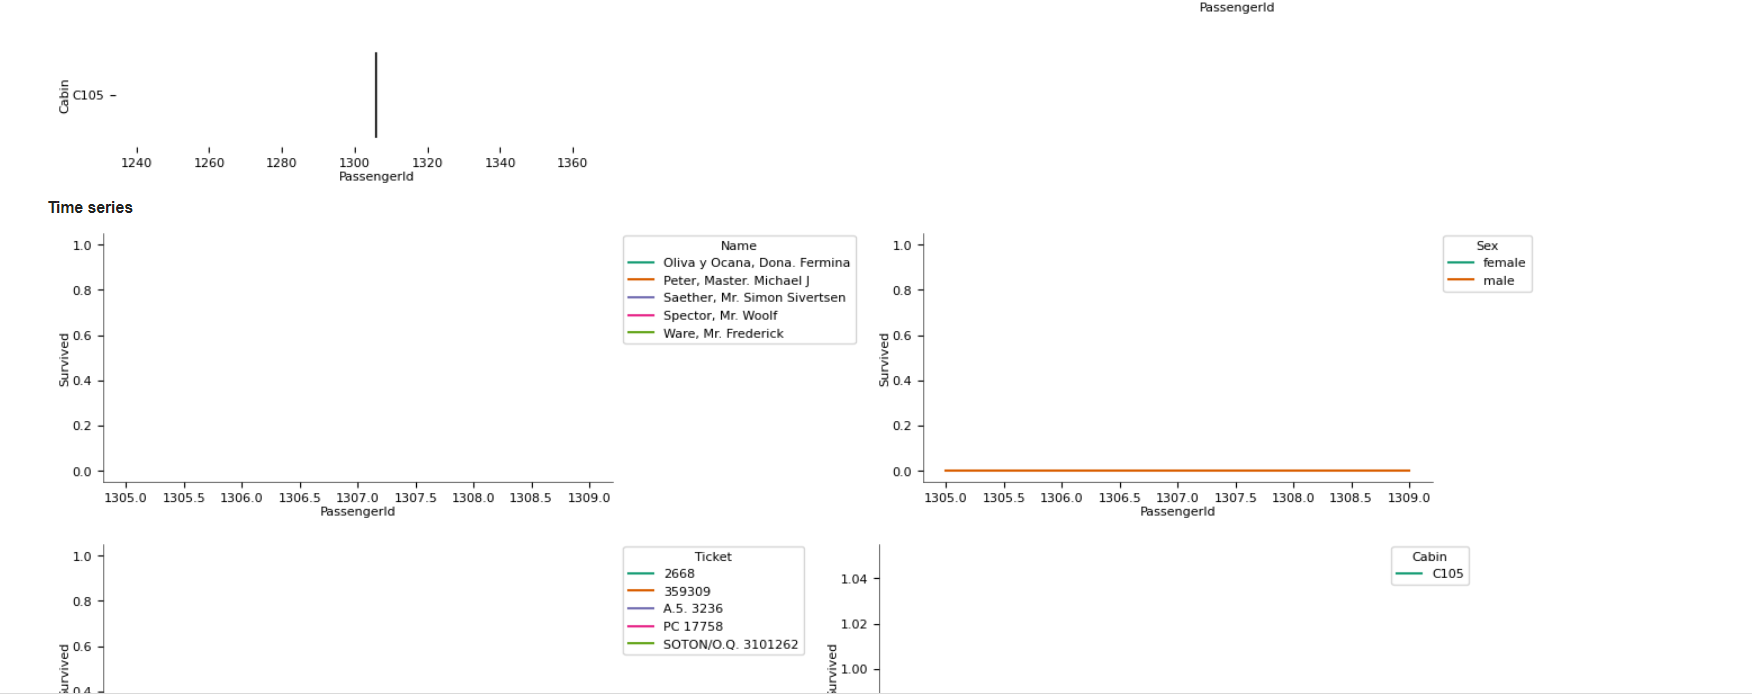 PassengerId
Cabin
C105
1240 1260 1280 1300 1320 1340 1360
PassengerId
Time series
1.0
0.8
0.6
0.4
0.2
0.0
Survived
1305.0 1305.5 1306.0 1306.5 1307.0 1307.5 1308.0 1308.5 1309.0
PassengerId
Name
Oliva y Ocana, Dona. Fermina
Peter, Master. Michael J
Saether, Mr. Simon Sivertsen
Spector, Mr. Woolf
Ware, Mr. Frederick
1.0
0.8
0.6
0.4
0.2
0.0
Survived
1305.0 1305.5 1306.0 1306.5 1307.0 1307.5 1308.0 1308.5 1309.0
PassengerId
Sex
female
male
1.0
0.8
0.6
0.4
Survived
Ticket
2668
359309
A.5. 3236
PC 17758
SOTON/O.Q. 3101262
1.04
1.02
1.00
Survived
Cabin
C105